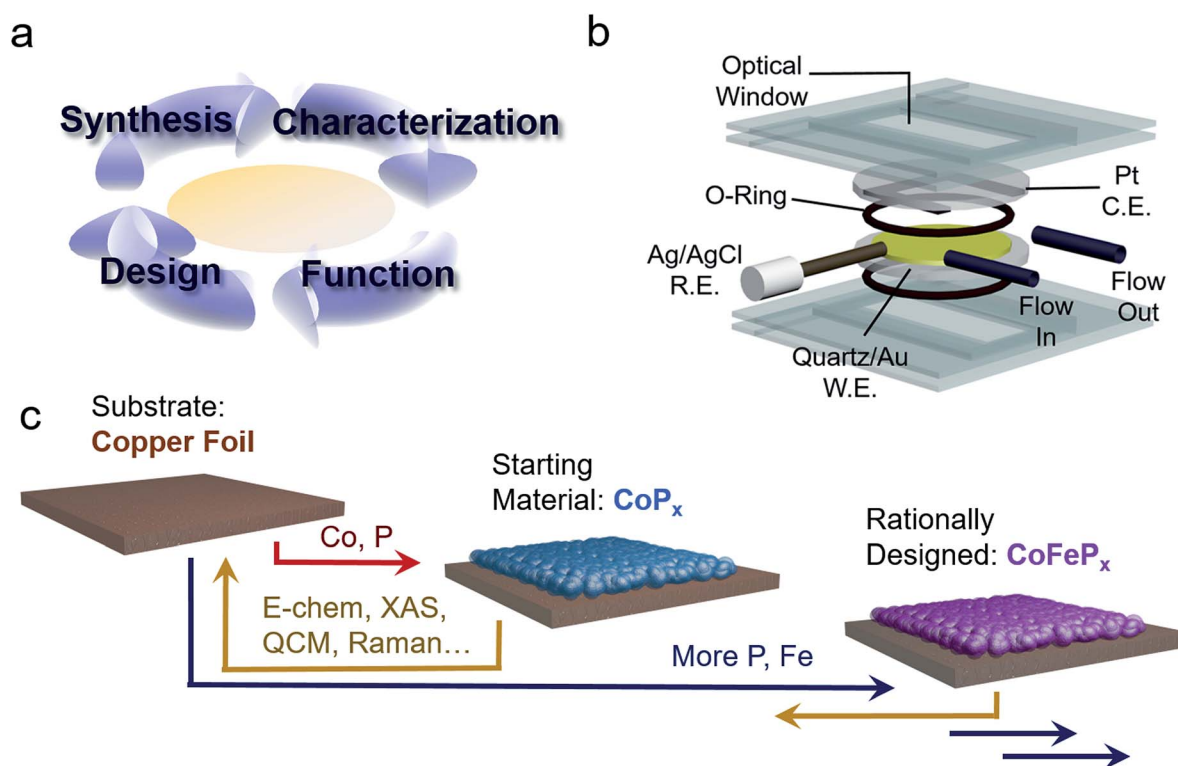 a
Synthesis
Characterization
Design
Function
b
Optical
Window
O-Ring
Pt
C.E.
Ag/AgCl
R.E.
Flow
Out
Flow
In
Quartz/Au
W.E.
c
Substrate:
Copper Foil
Starting
Material: CoPx
Rationally
Designed: CoFePx
Co, P
E-chem, XAS,
QCM, Raman...
More P, Fe